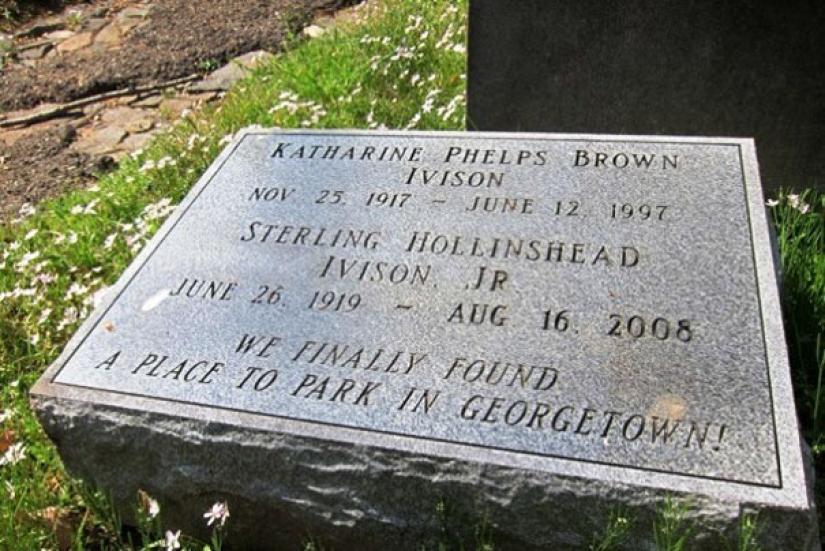 KATHARINE PHELPS BROWN
IVISON
NOV 25, 1917 - JUNE 12, 1997
STERLING HOLLINSHEAD
IVISON, JR
JUNE 26, 1919 - AUG 16, 2008
WE FINALLY FOUND
A PLACE TO PARK IN GEORGETOWN!